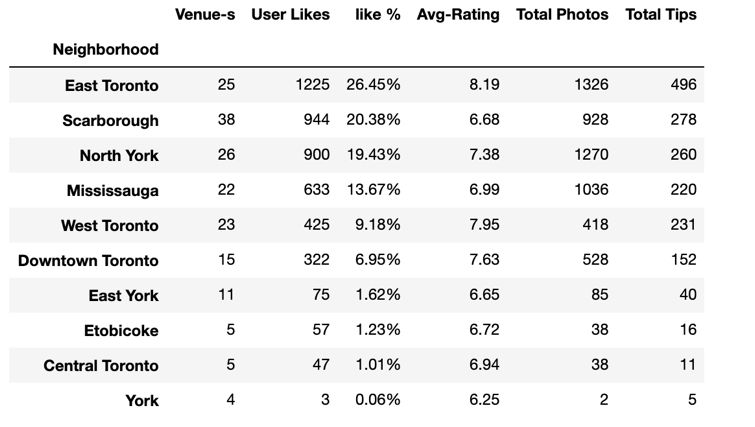 Venue-s User Likes like % Avg-Rating Total Photos Total Tips
Neighborhood
East Toronto 25 1225 26.45% 8.19 1326 496
Scarborough 38 944 20.38% 6.68 928 278
North York 26 900 19.43% 7.38 1270 260
Mississauga 22 633 13.67% 6.99 1036 220
West Toronto 23 425 9.18% 7.95 418 231
Downtown Toronto 15 322 6.95% 7.63 528 152
East York 11 75 1.62% 6.65 85 40
Etobicoke 5 57 1.23% 6.72 38 16
Central Toronto 5 47 1.01% 6.94 38 11
York 4 3 0.06% 6.25 2 5